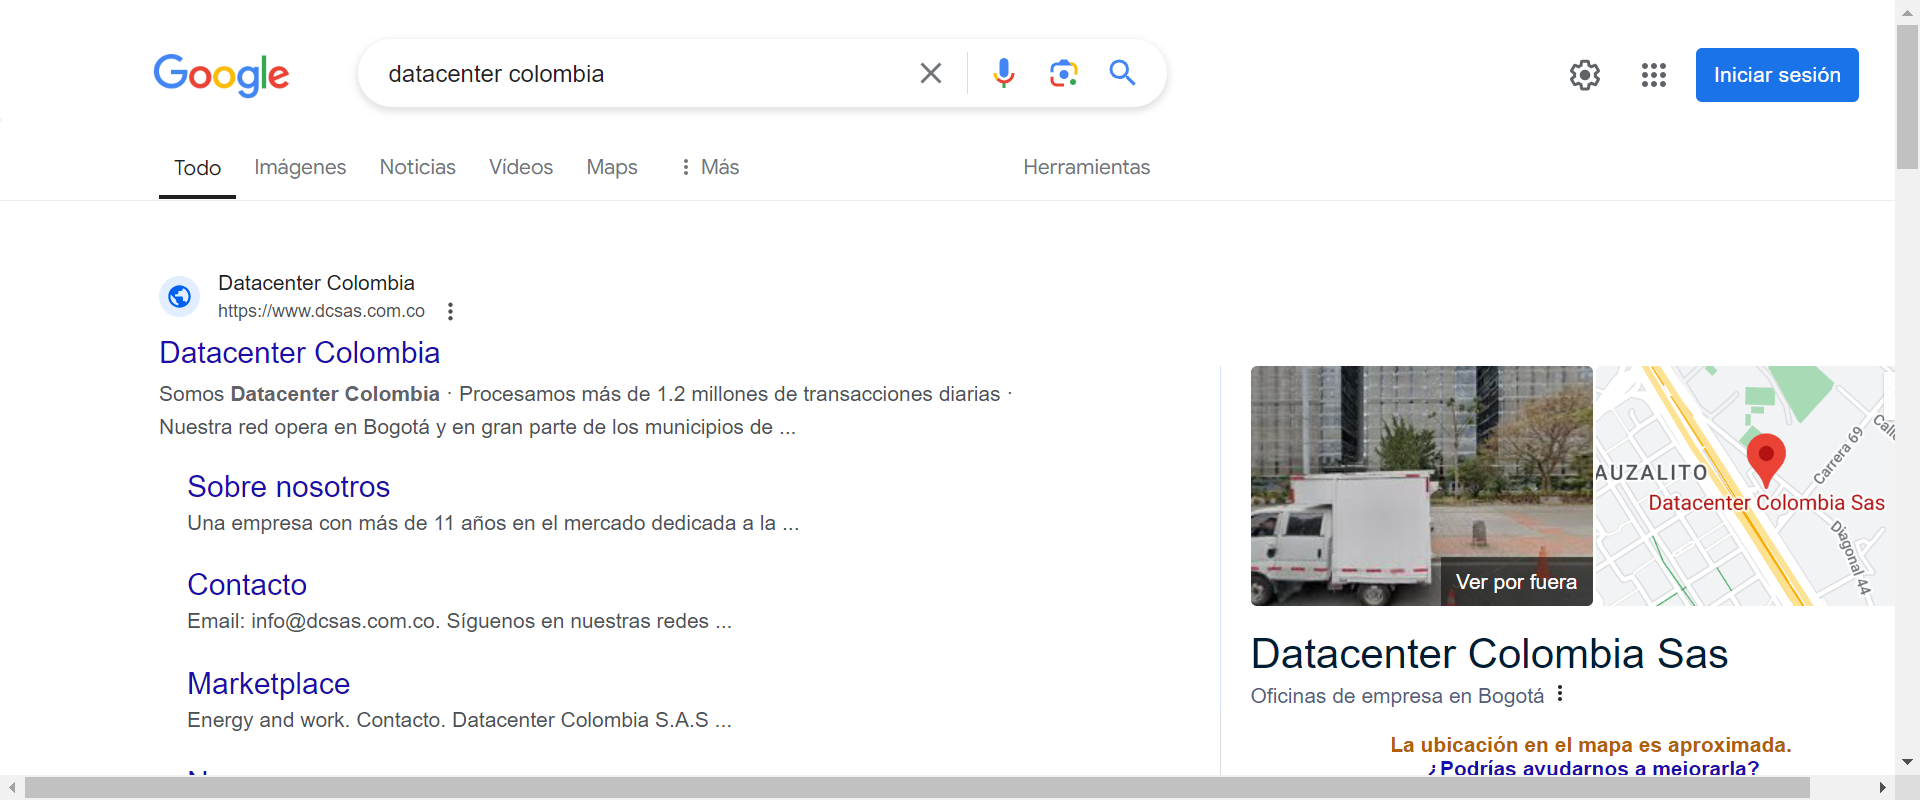 Google
datacenter colombia
Iniciar sesión
Todo
Imágenes
Noticias
Vídeos
Maps
Más
Herramientas
Datacenter Colombia
https://www.dcsas.com.co
Datacenter Colombia
Somos Datacenter Colombia · Procesamos más de 1.2 millones de transacciones diarias ·
Nuestra red opera en Bogotá y en gran parte de los municipios de ...
Sobre nosotros
Una empresa con más de 11 años en el mercado dedicada a la ...
Contacto
Email: info@dcsas.com.co. Síguenos en nuestras redes ...
Marketplace
Energy and work. Contacto. Datacenter Colombia S.A.S ...
Ver por fuera
AUZALITO
Carrera 69
Calle
Datacenter Colombia Sas
Diagonal 44
Datacenter Colombia Sas
Oficinas de empresa en Bogotá
La ubicación en el mapa es aproximada.
¿Podrías ayudarnos a mejorarla?